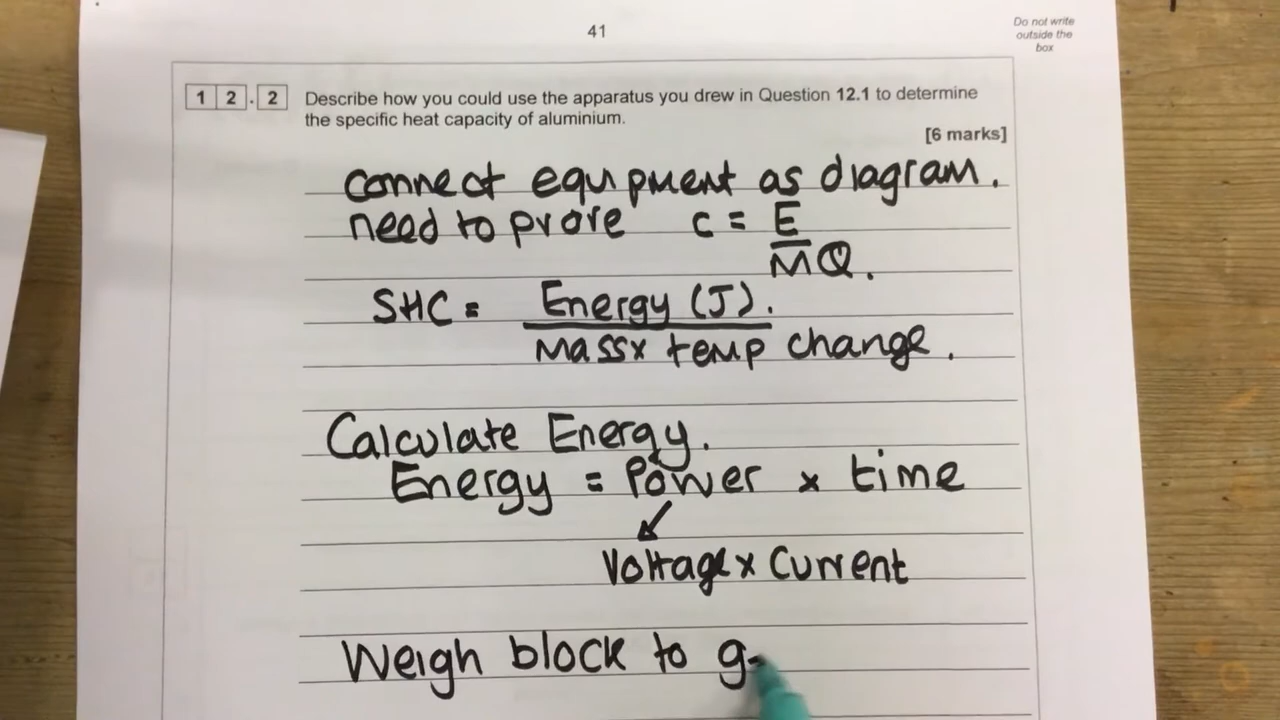 41
Do not write
outside the
box
1 2 . 2 Describe how you could use the apparatus you drew in Question 12.1 to determine
the specific heat capacity of aluminium.
[6 marks]
connect equipment as diagram.
need to prove c = E
MQ.
SHC = Energy (J).
Mass x temp change.
Calculate Energy.
Energy = Power x time
Voltage x Current
Weigh block to g